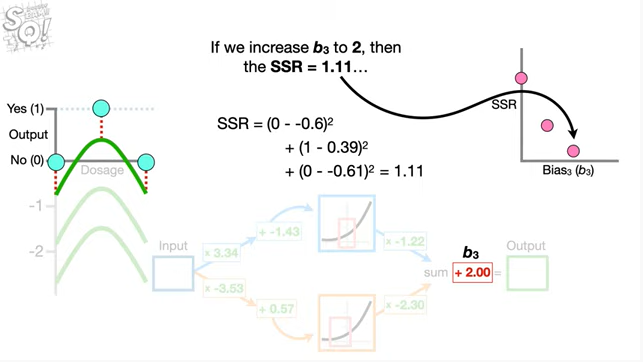 STATQUEST!
If we increase b₃ to 2, then
the SSR = 1.11…
SSR = (0 - -0.6)²
+ (1 - 0.39)²
+ (0 - -0.61)² = 1.11
SSR
Bias₃ (b₃)
Yes (1)
Output
No (0)
Dosage
-1
-2
Input
x 3.34
+ -1.43
x -1.22
x -3.53
+ 0.57
x -2.30
b₃
sum + 2.00 =
Output